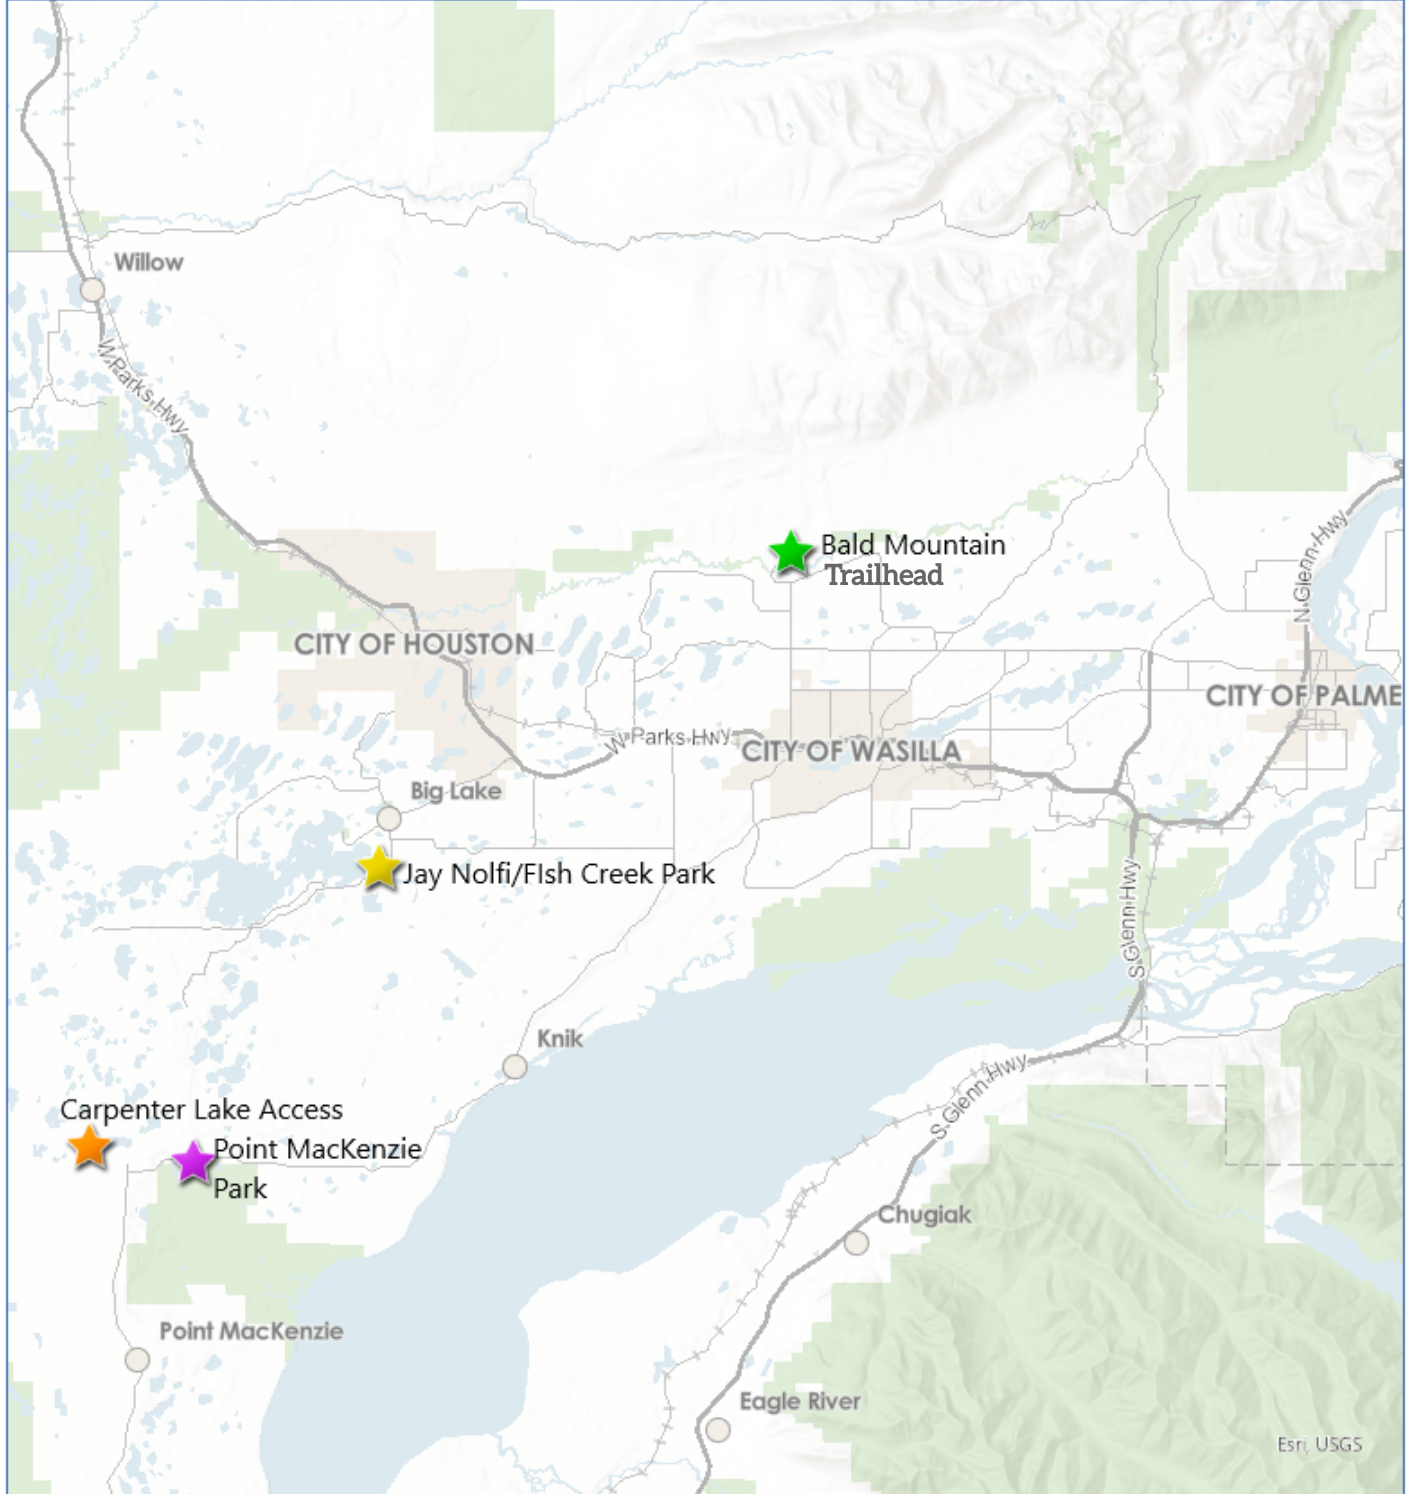 Willow
W Parks Hwy
Bald Mountain
Trailhead
N Glenn Hwy
CITY OF HOUSTON
CITY OF PALME
W Parks Hwy
CITY OF WASILLA
Big Lake
Jay Nolfi/FIsh Creek Park
S Glenn Hwy
Knik
S Glenn Hwy
Carpenter Lake Access
Point MacKenzie
Park
Chugiak
Point MacKenzie
Eagle River
Esri, USGS